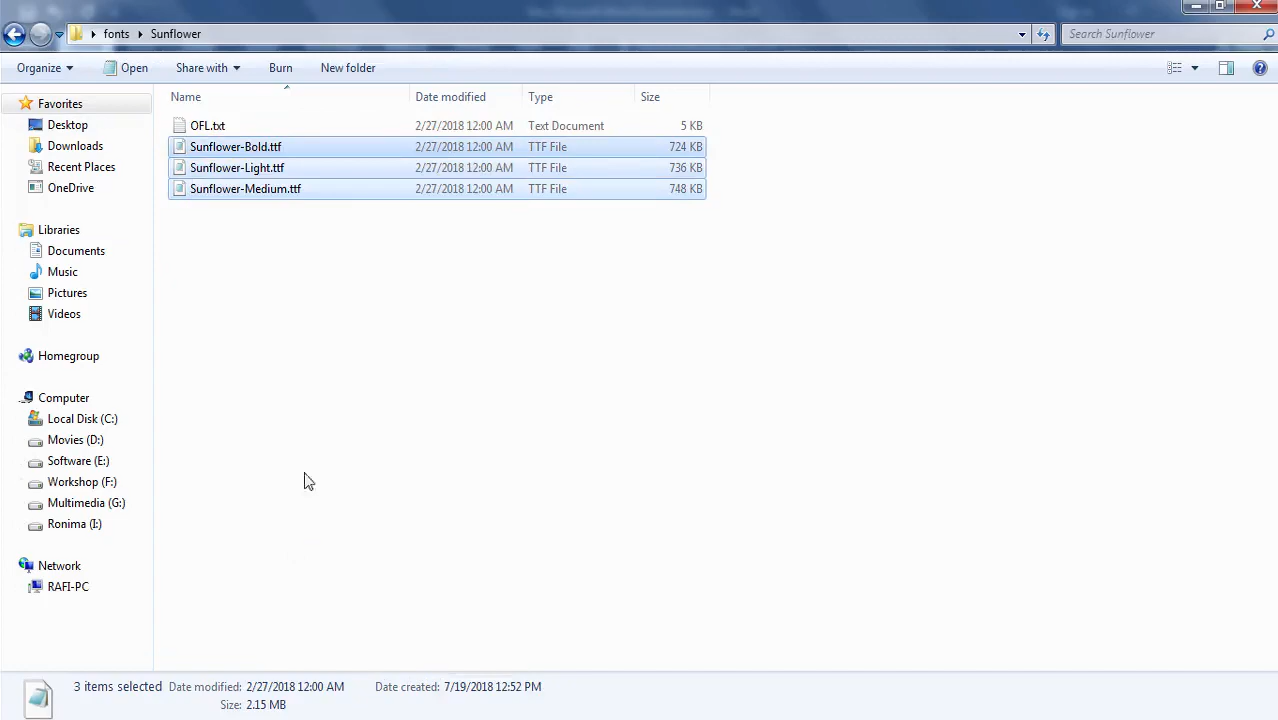 fonts Sunflower
Search Sunflower
Organize Open Share with Burn New folder
Name Date modified Type Size
OFL.txt 2/27/2018 12:00 AM Text Document 5 KB
Sunflower-Bold.ttf 2/27/2018 12:00 AM TTF File 724 KB
Sunflower-Light.ttf 2/27/2018 12:00 AM TTF File 736 KB
Sunflower-Medium.ttf 2/27/2018 12:00 AM TTF File 748 KB
Favorites
Desktop
Downloads
Recent Places
OneDrive
Libraries
Documents
Music
Pictures
Videos
Homegroup
Computer
Local Disk (C:)
Movies (D:)
Software (E:)
Workshop (F:)
Multimedia (G:)
Ronima (I:)
Network
RAFI-PC
3 items selected Date modified: 2/27/2018 12:00 AM Date created: 7/19/2018 12:52 PM
Size: 2.15 MB